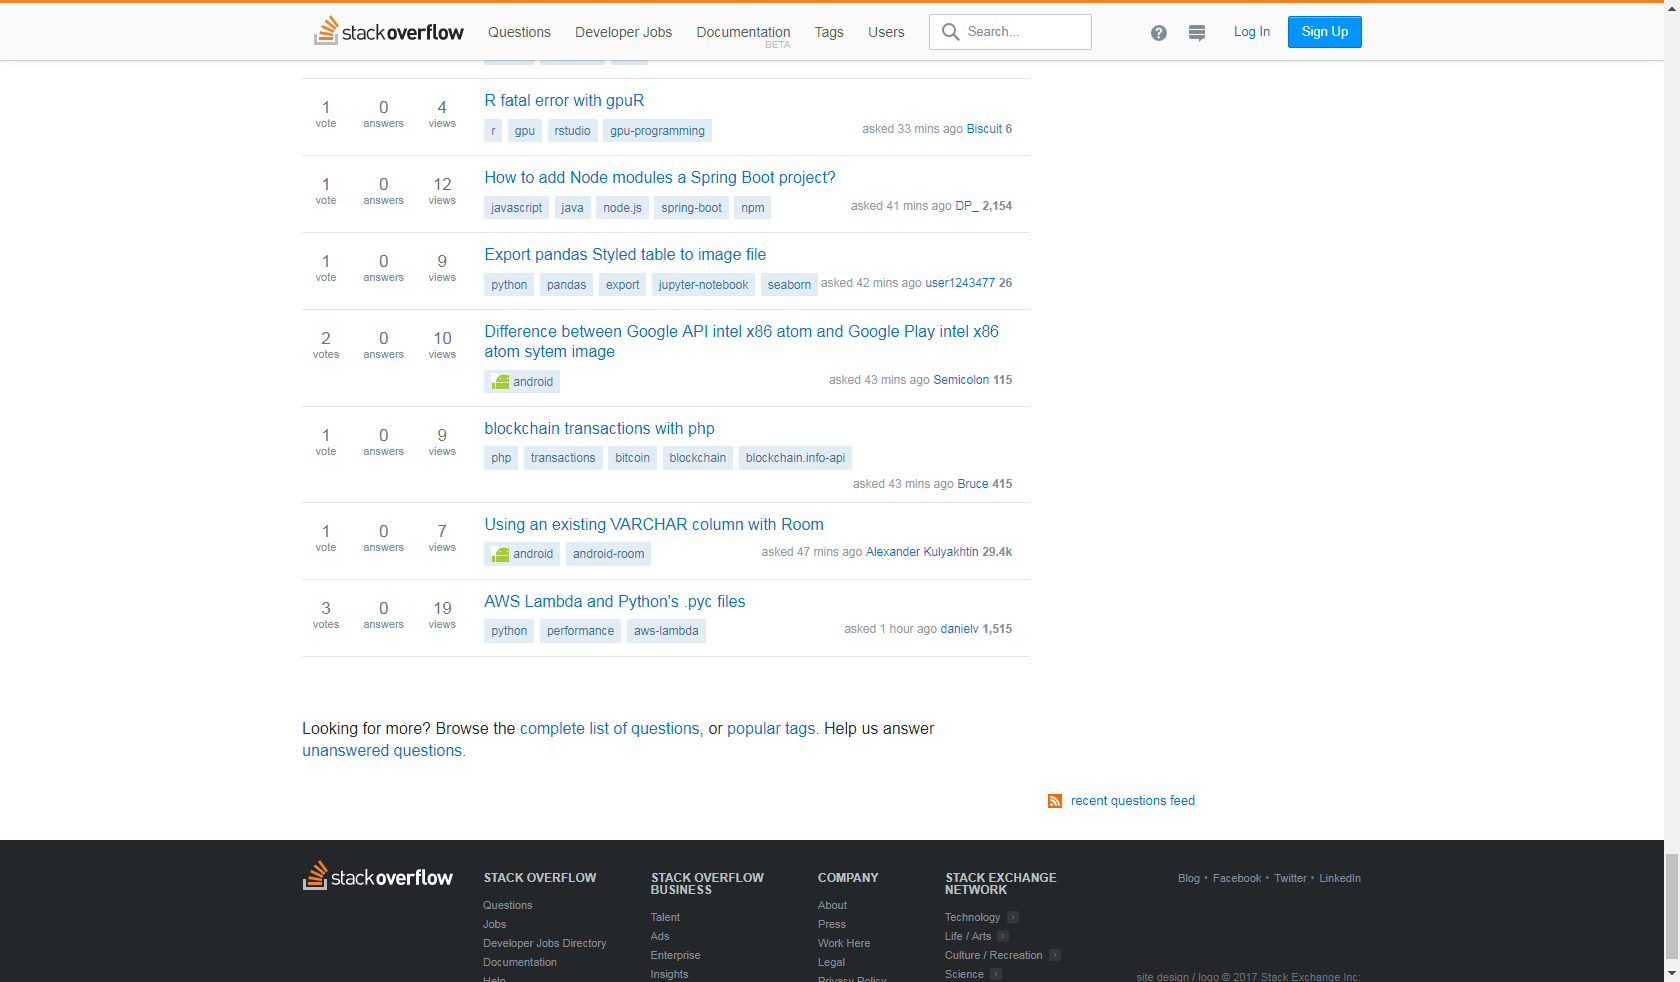 stackoverflow Questions Developer Jobs Documentation BETA Tags Users Search... ? Log In Sign Up
1 vote 0 answers 4 views
R fatal error with gpuR
r gpu rstudio gpu-programming
asked 33 mins ago Biscuit 6
1 vote 0 answers 12 views
How to add Node modules a Spring Boot project?
javascript java node.js spring-boot npm
asked 41 mins ago DP_ 2,154
1 vote 0 answers 9 views
Export pandas Styled table to image file
python pandas export jupyter-notebook seaborn
asked 42 mins ago user1243477 26
2 votes 0 answers 10 views
Difference between Google API intel x86 atom and Google Play intel x86
atom sytem image
android
asked 43 mins ago Semicolon 115
1 vote 0 answers 9 views
blockchain transactions with php
php transactions bitcoin blockchain blockchain.info-api
asked 43 mins ago Bruce 415
1 vote 0 answers 7 views
Using an existing VARCHAR column with Room
android android-room
asked 47 mins ago Alexander Kulyakhtin 29.4k
3 votes 0 answers 19 views
AWS Lambda and Python's .pyc files
python performance aws-lambda
asked 1 hour ago danielv 1,515
Looking for more? Browse the complete list of questions, or popular tags. Help us answer
unanswered questions.
recent questions feed
stackoverflow
STACK OVERFLOW
Questions
Jobs
Developer Jobs Directory
Documentation
Help
STACK OVERFLOW
BUSINESS
Talent
Ads
Enterprise
Insights
COMPANY
About
Press
Work Here
Legal
Privacy Policy
STACK EXCHANGE
NETWORK
Technology
Life / Arts
Culture / Recreation
Science
Blog • Facebook • Twitter • LinkedIn
site design / logo © 2017 Stack Exchange Inc;